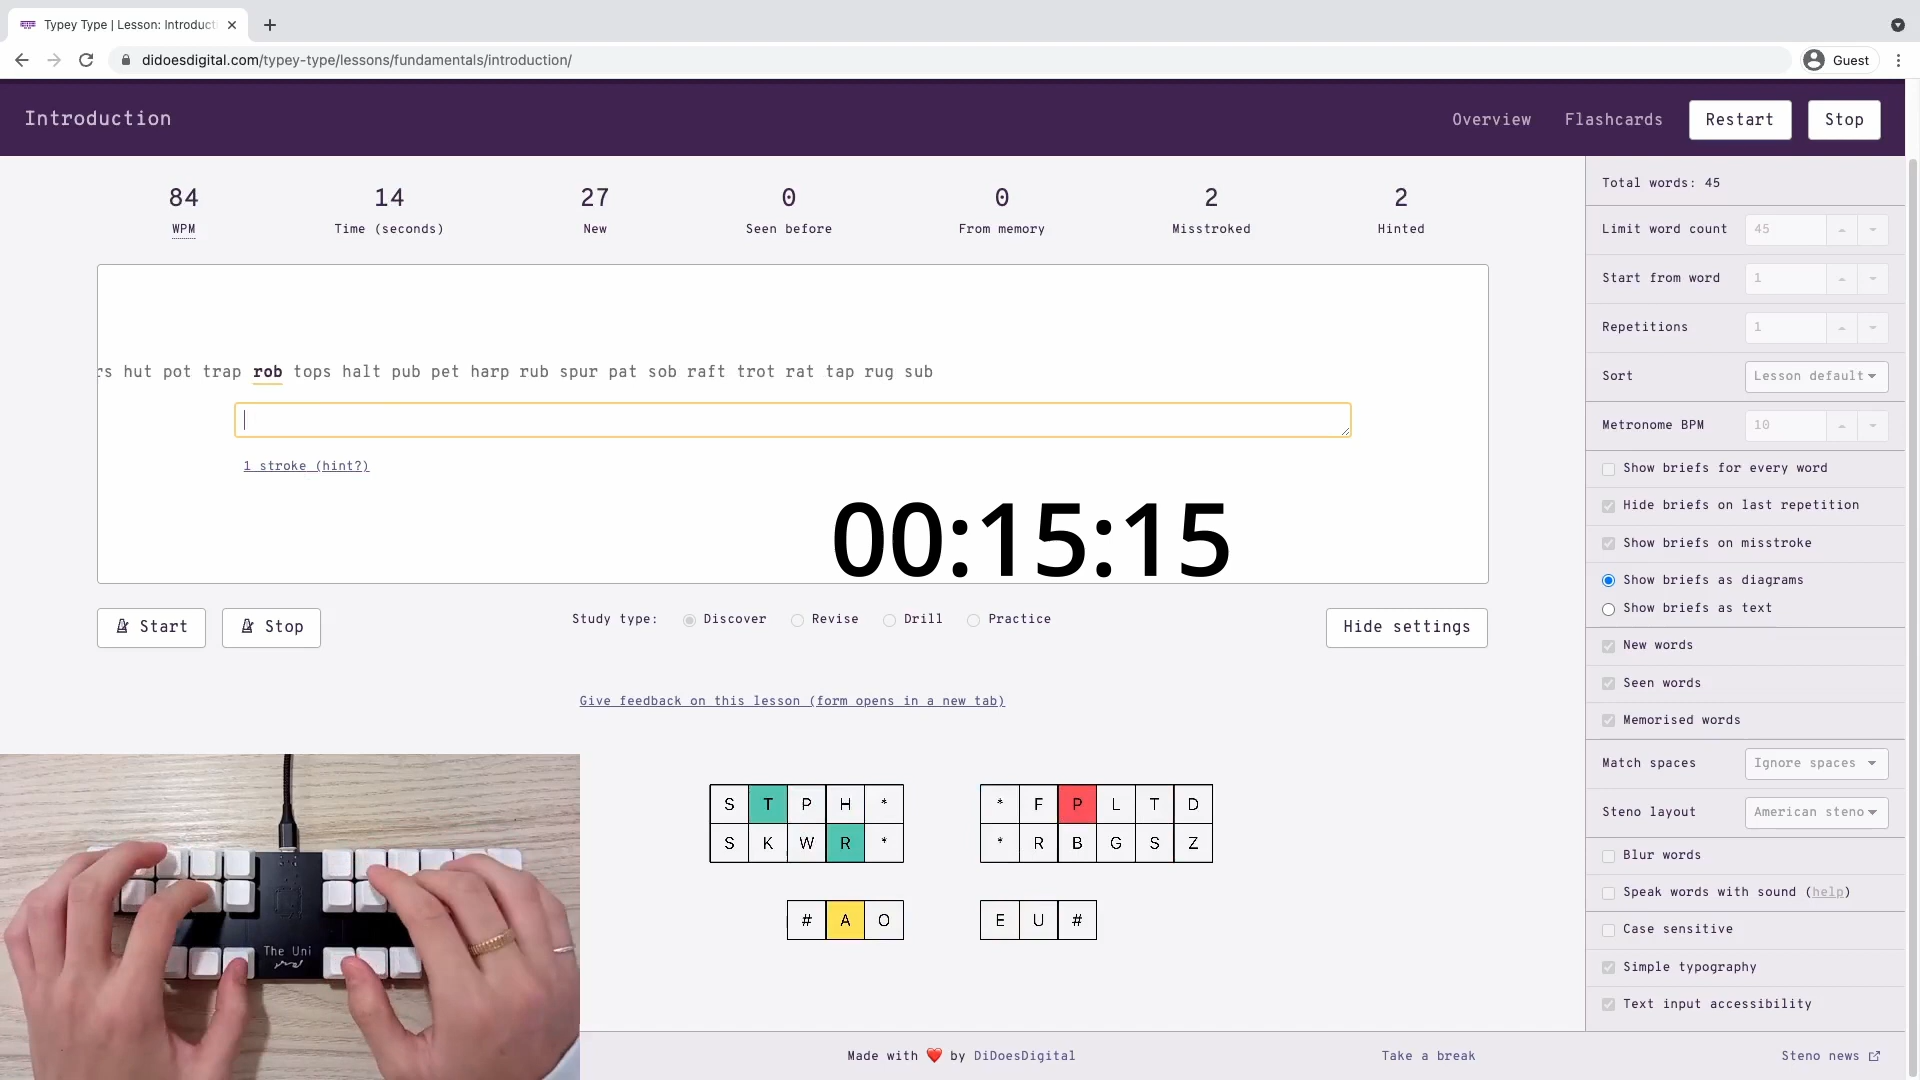 Typey Type | Lesson: Introduct
didoesdigital.com/typey-type/lessons/fundamentals/introduction/
Guest
Introduction
Overview
Flashcards
Restart
Stop
84
WPM
14
Time (seconds)
27
New
0
Seen before
0
From memory
2
Misstroked
2
Hinted
rs hut pot trap rob tops halt pub pet harp rub spur pat sob raft trot rat tap rug sub
1 stroke (hint?)
00:15:15
Start
Stop
Study type: Discover Revise Drill Practice
Hide settings
Give feedback on this lesson (form opens in a new tab)
S T P H *
S K W R *
* F P L T D
* R B G S Z
# A O
E U #
The Uni
Made with ❤️ by DiDoesDigital
Take a break
Steno news
Total words: 45
Limit word count 45
Start from word 1
Repetitions 1
Sort Lesson default
Metronome BPM 10
Show briefs for every word
Hide briefs on last repetition
Show briefs on misstroke
Show briefs as diagrams
Show briefs as text
New words
Seen words
Memorised words
Match spaces Ignore spaces
Steno layout American steno
Blur words
Speak words with sound (help)
Case sensitive
Simple typography
Text input accessibility